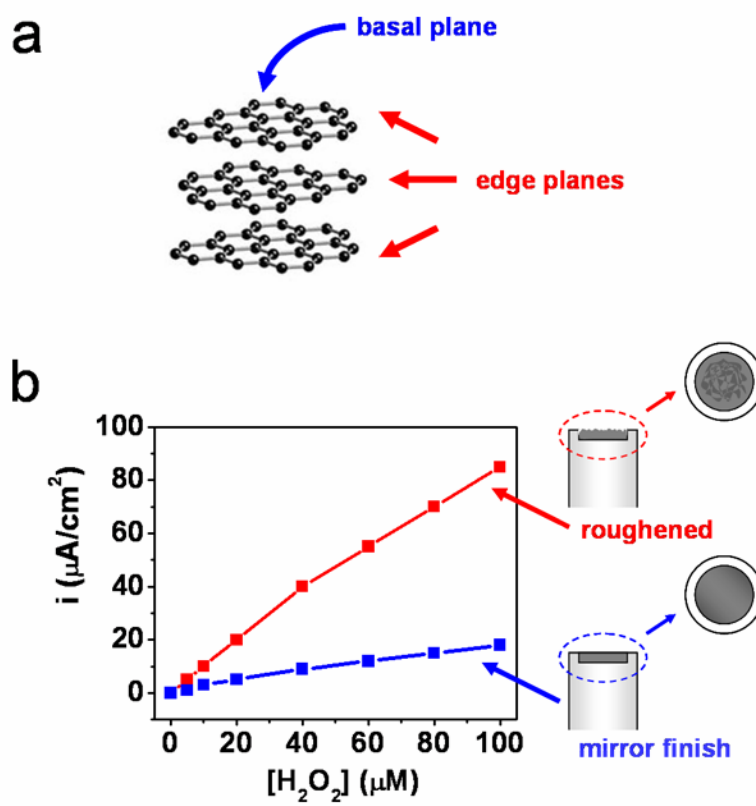 a
basal plane
edge planes
b
100
80
60
40
20
0
i (μA/cm²)
0 20 40 60 80 100
[H₂O₂] (μM)
roughened
mirror finish